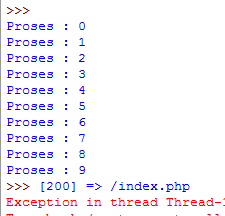 >>>
Proses : 0
Proses : 1
Proses : 2
Proses : 3
Proses : 4
Proses : 5
Proses : 6
Proses : 7
Proses : 8
Proses : 9
>>> [200] => /index.php
Exception in thread Thread-